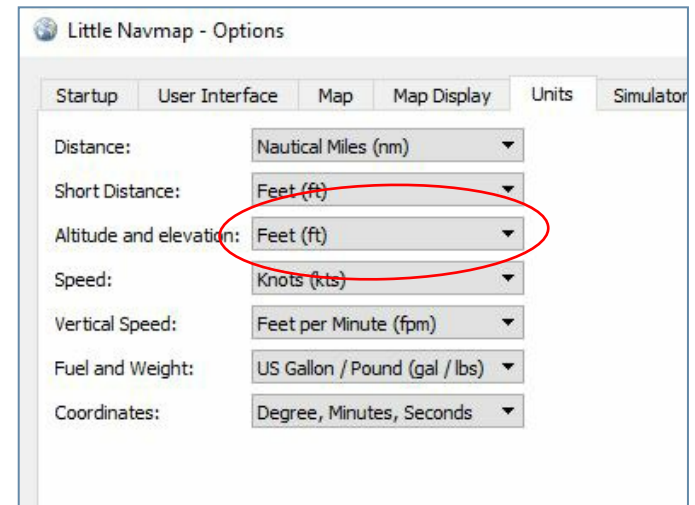 Little Navmap - Options
Startup User Interface Map Map Display Units Simulator
Distance: Nautical Miles (nm)
Short Distance: Feet (ft)
Altitude and elevation: Feet (ft)
Speed: Knots (kts)
Vertical Speed: Feet per Minute (fpm)
Fuel and Weight: US Gallon / Pound (gal / lbs)
Coordinates: Degree, Minutes, Seconds